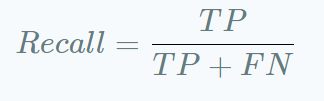 Recall = TP / TP + FN